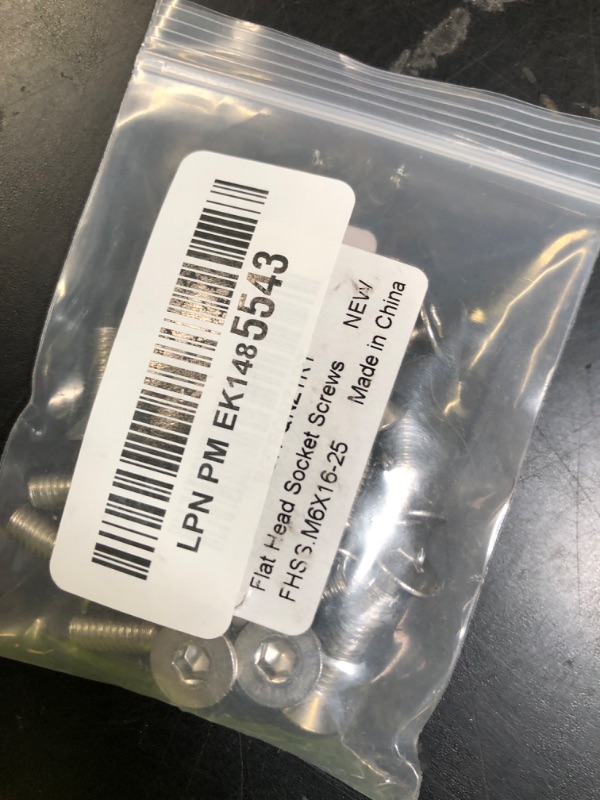 LPN PM EK1485543
NEW
Flat Head Socket Screws
FHSS.M6X16-25
Made in China